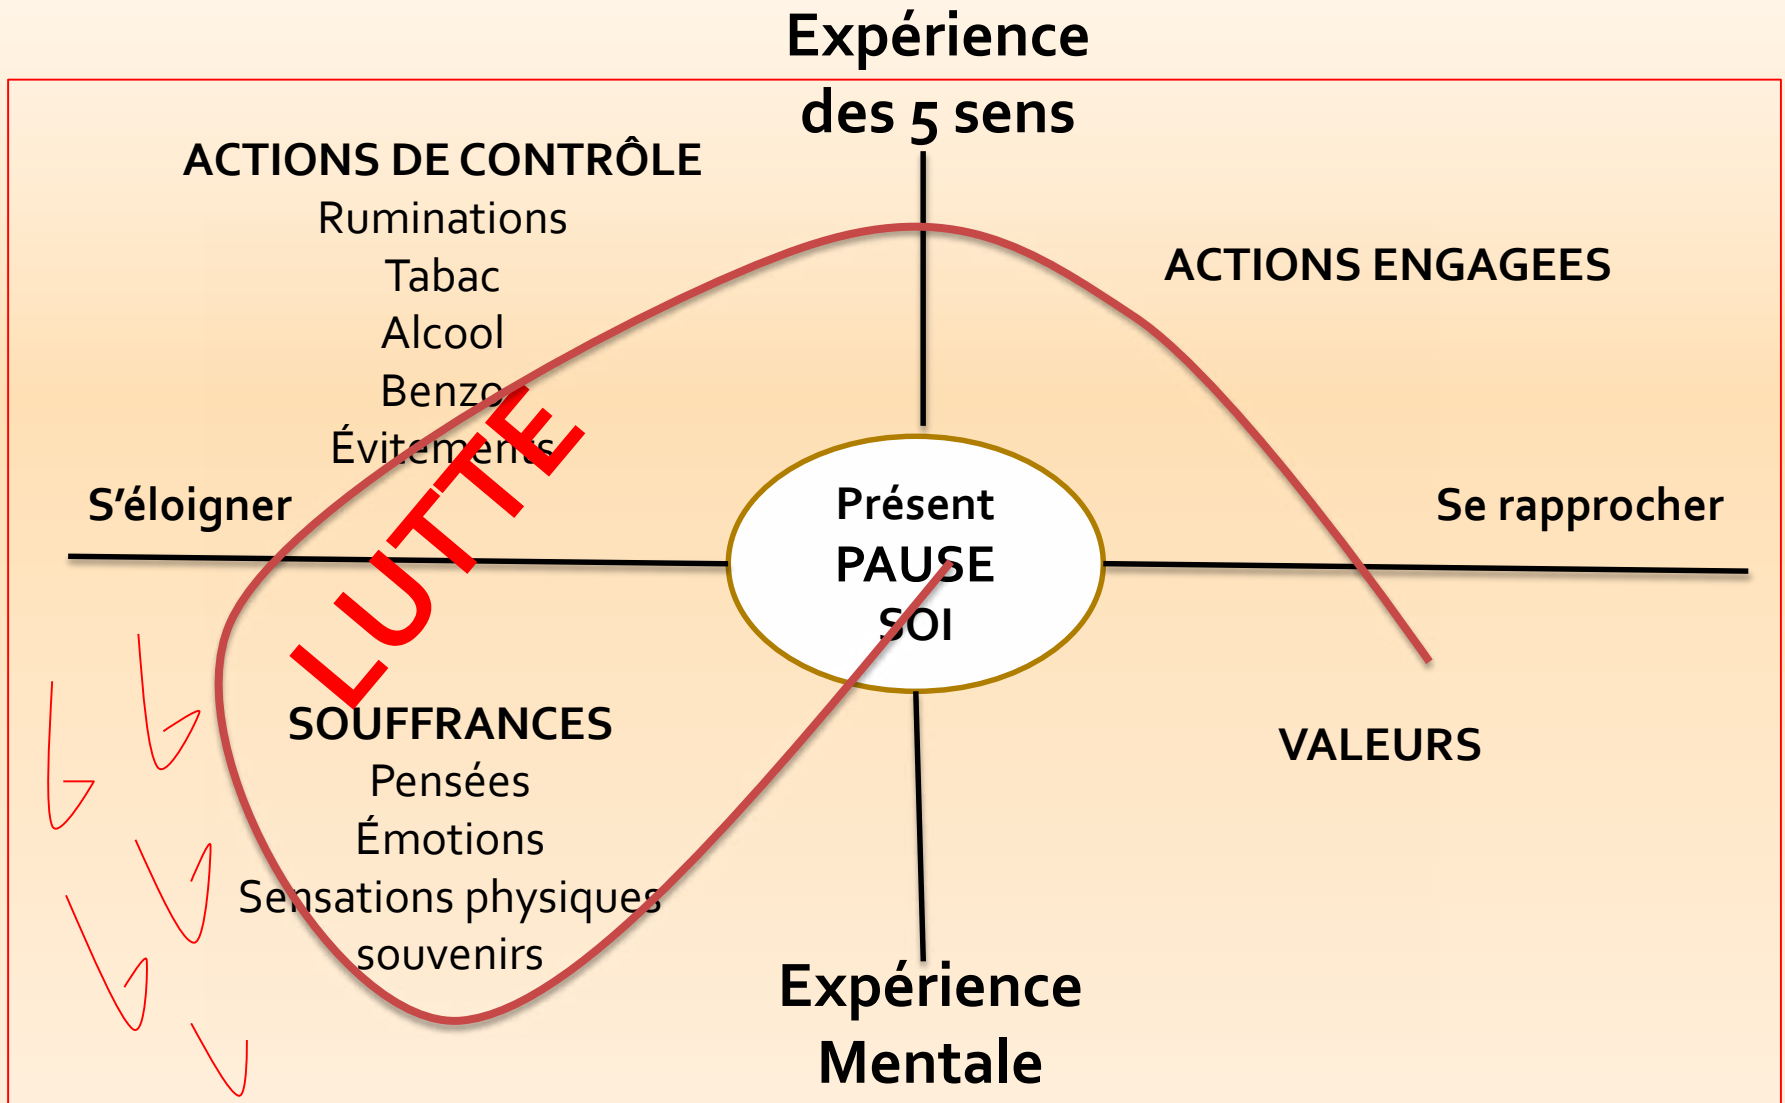 Expérience
des 5 sens
ACTIONS DE CONTRÔLE
Ruminations
Tabac
Alcool
Benzo
Évitements
ACTIONS ENGAGEES
S'éloigner
LUTTE
Présent
PAUSE
SOI
Se rapprocher
SOUFFRANCES
Pensées
Émotions
Sensations physiques
souvenirs
VALEURS
Expérience
Mentale